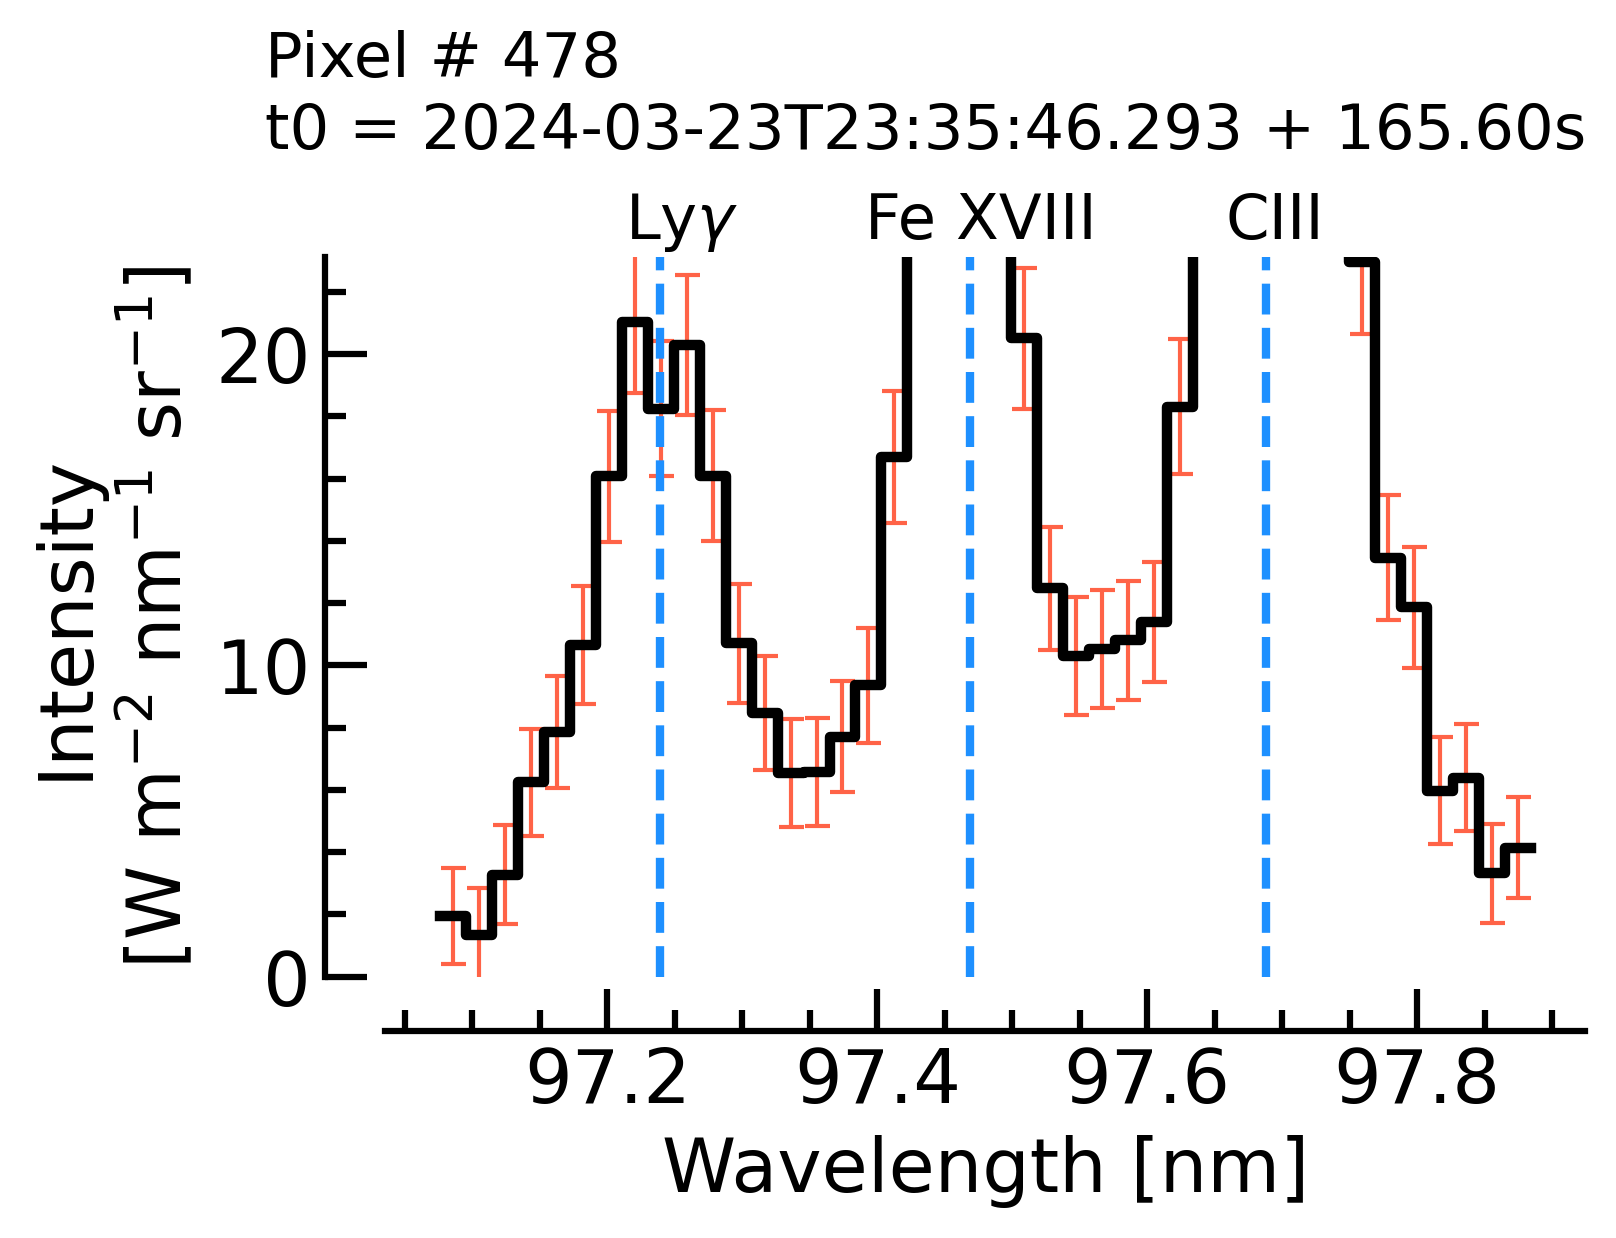 Pixel # 478
t0 = 2024-03-23T23:35:46.293 + 165.60s
Lyγ Fe XVIII CIII
Intensity
[W m⁻² nm⁻¹ sr⁻¹]
20
10
0
97.2 97.4 97.6 97.8
Wavelength [nm]